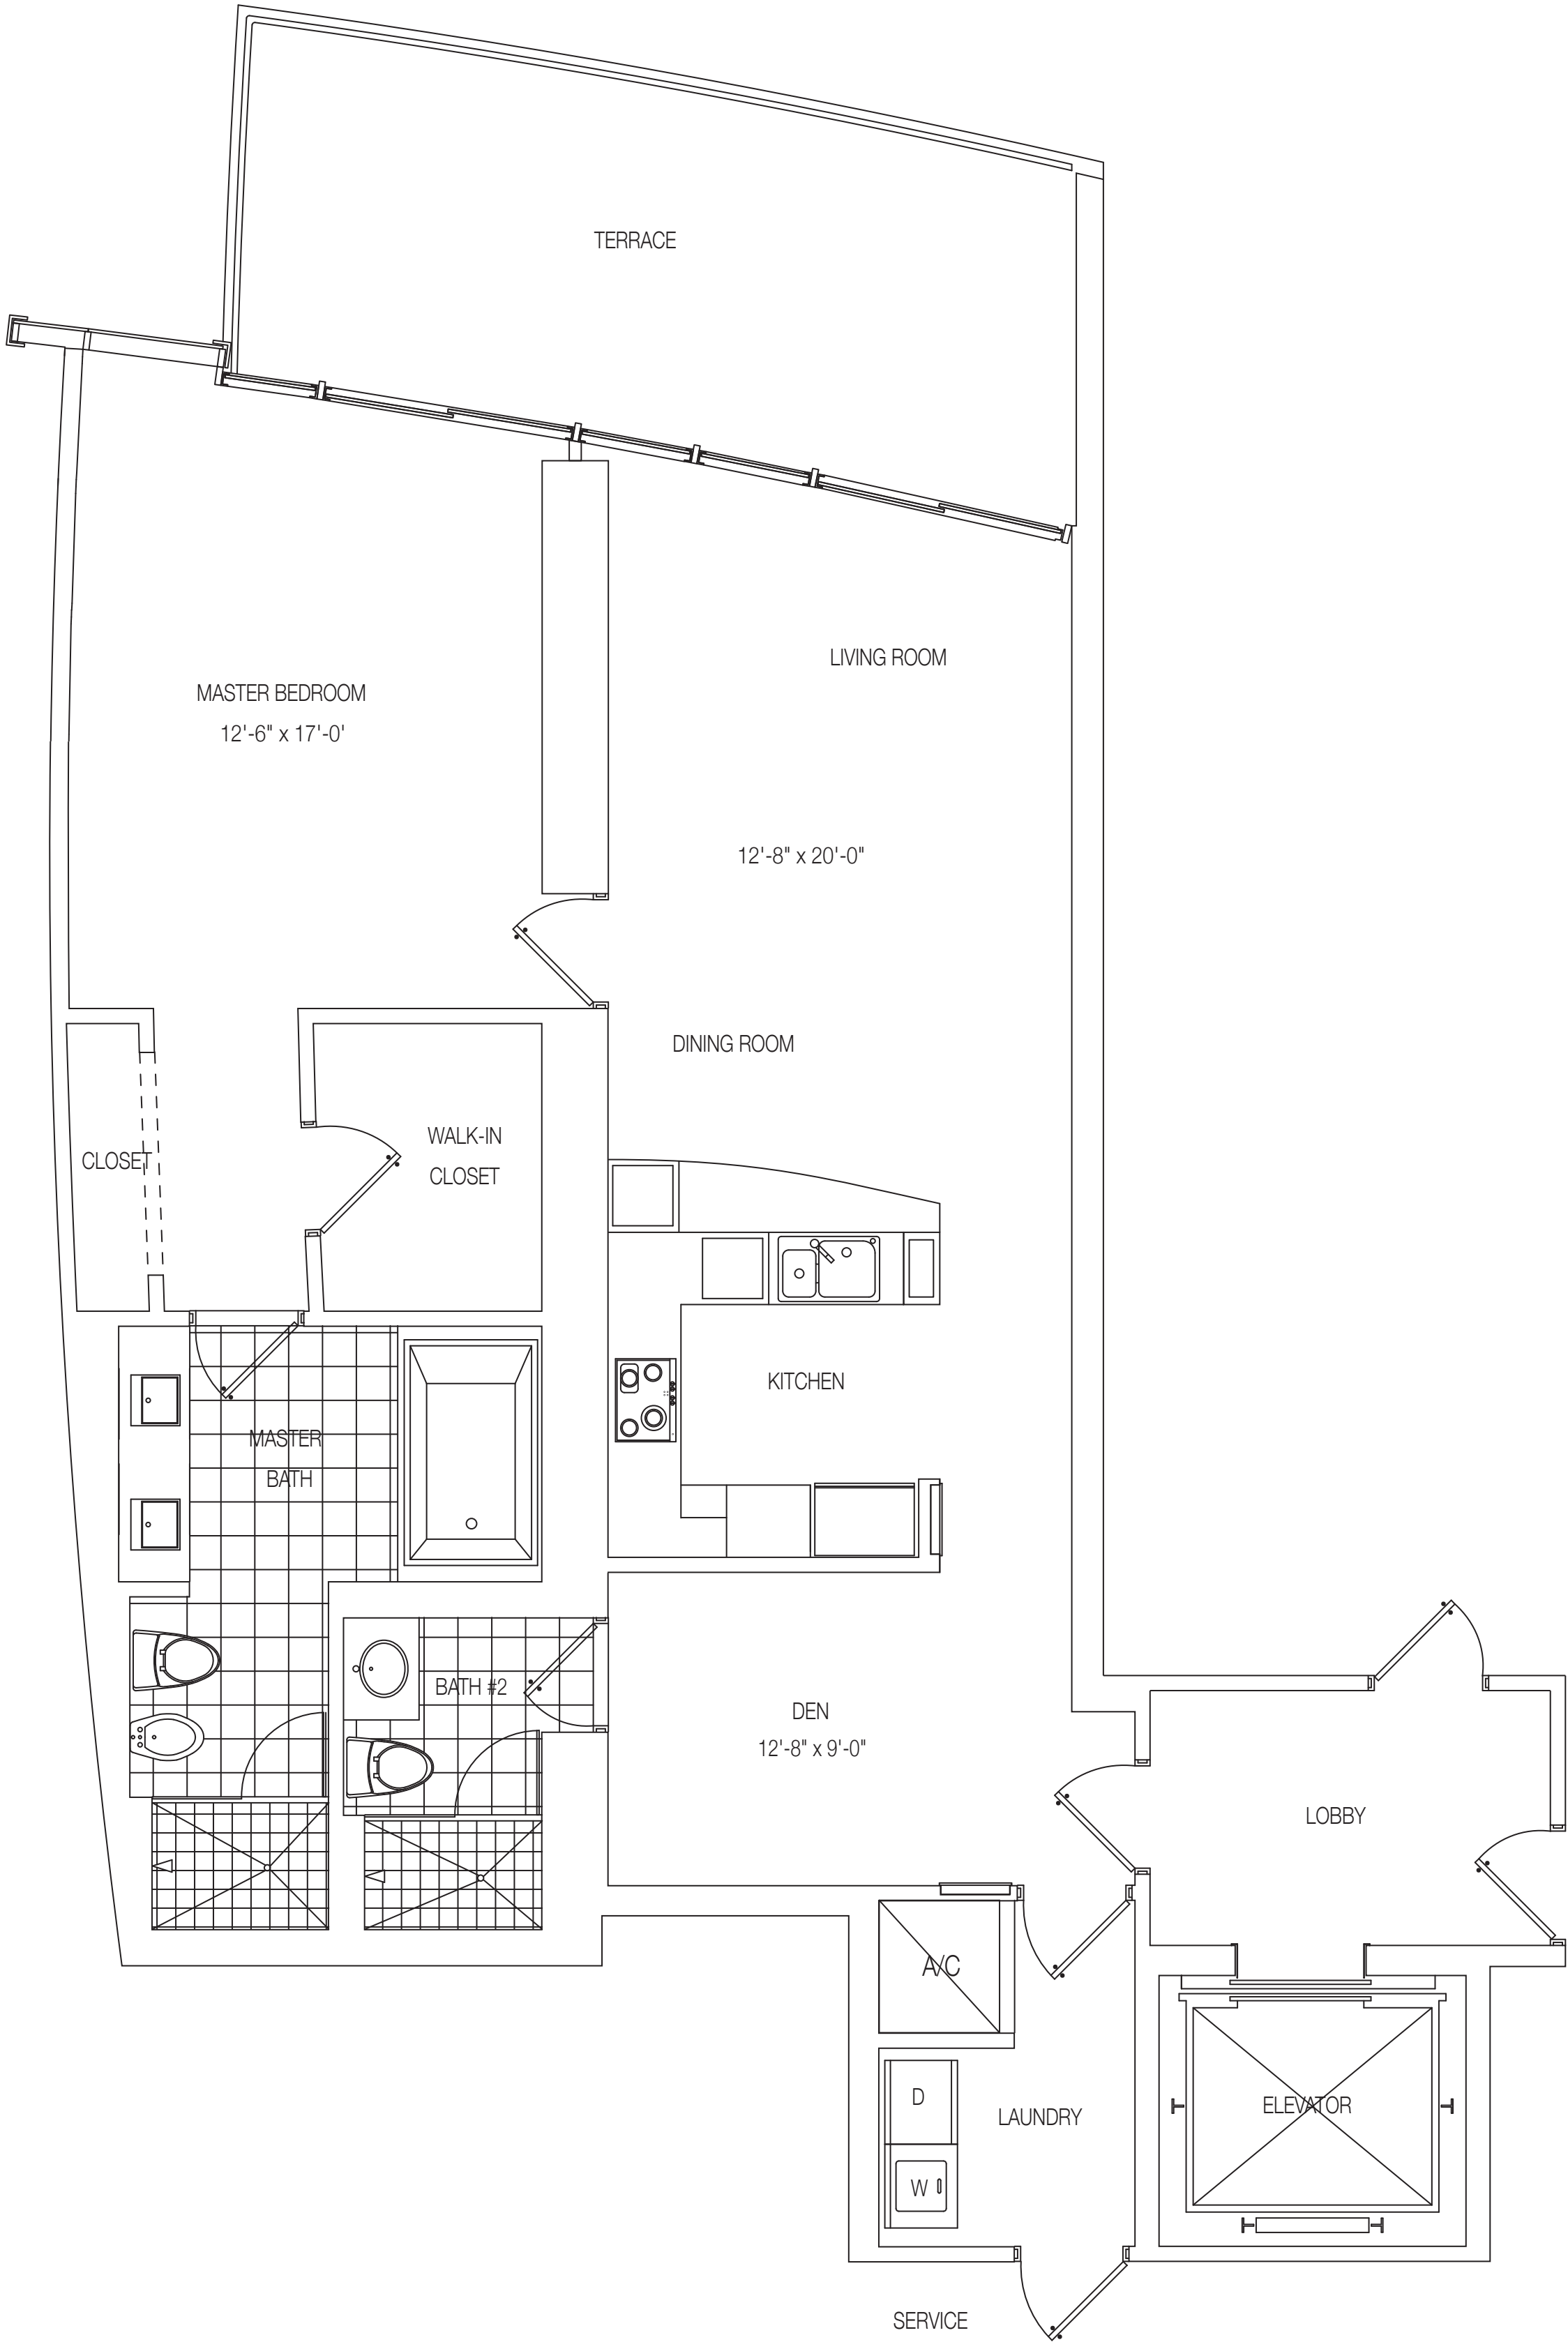 TERRACE
LIVING ROOM
MASTER BEDROOM
12'-6" x 17'-0'
12'-8" x 20'-0"
DINING ROOM
WALK-IN
CLOSET
CLOSET
KITCHEN
MASTER
BATH
BATH #2
DEN
12'-8" x 9'-0"
LOBBY
A/C
D
LAUNDRY
ELEVATOR
W
SERVICE